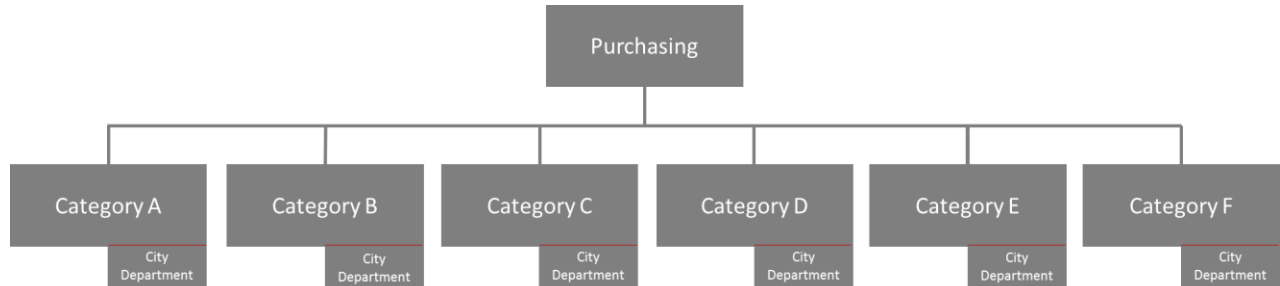 Purchasing
Category A
Category B
Category C
Category D
Category E
Category F
City
Department
City
Department
City
Department
City
Department
City
Department
City
Department